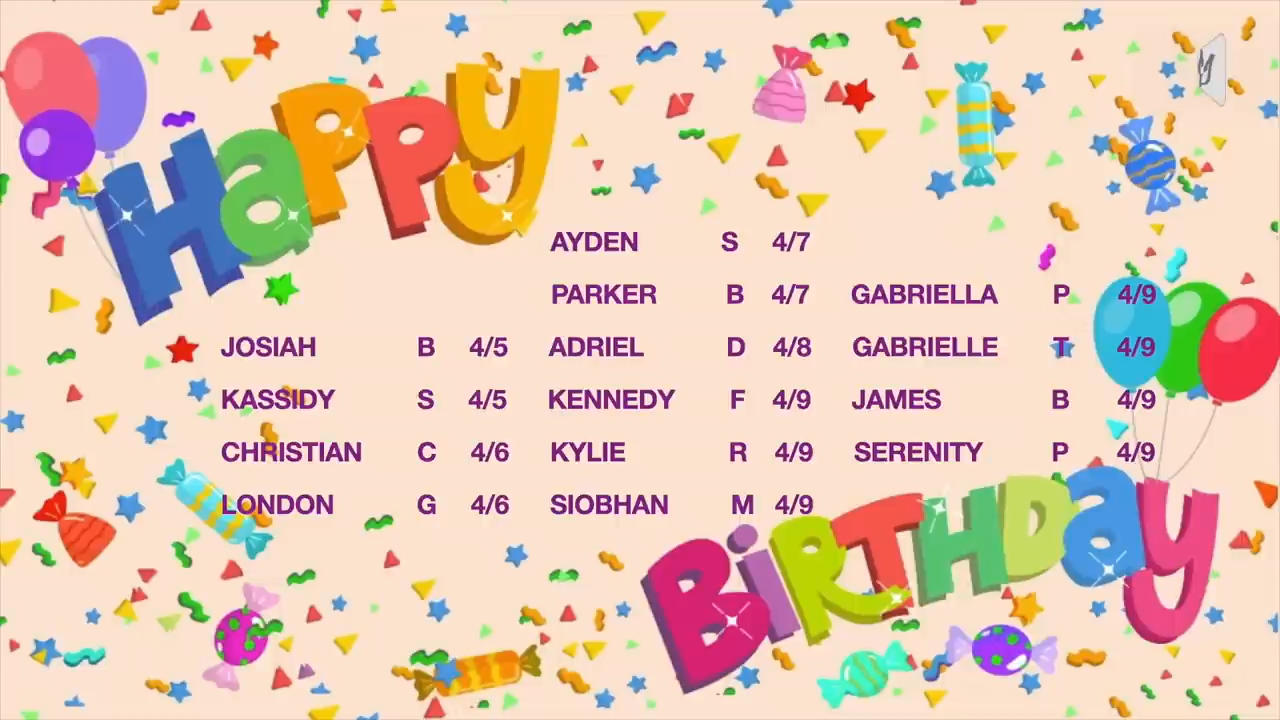 HAPPY
JOSIAH B 4/5
KASSIDY S 4/5
CHRISTIAN C 4/6
LONDON G 4/6
AYDEN S 4/7
PARKER B 4/7
ADRIEL D 4/8
KENNEDY F 4/9
KYLIE R 4/9
SIOBHAN M 4/9
GABRIELLA P 4/9
GABRIELLE T 4/9
JAMES B 4/9
SERENITY P 4/9
BiRTHDAY